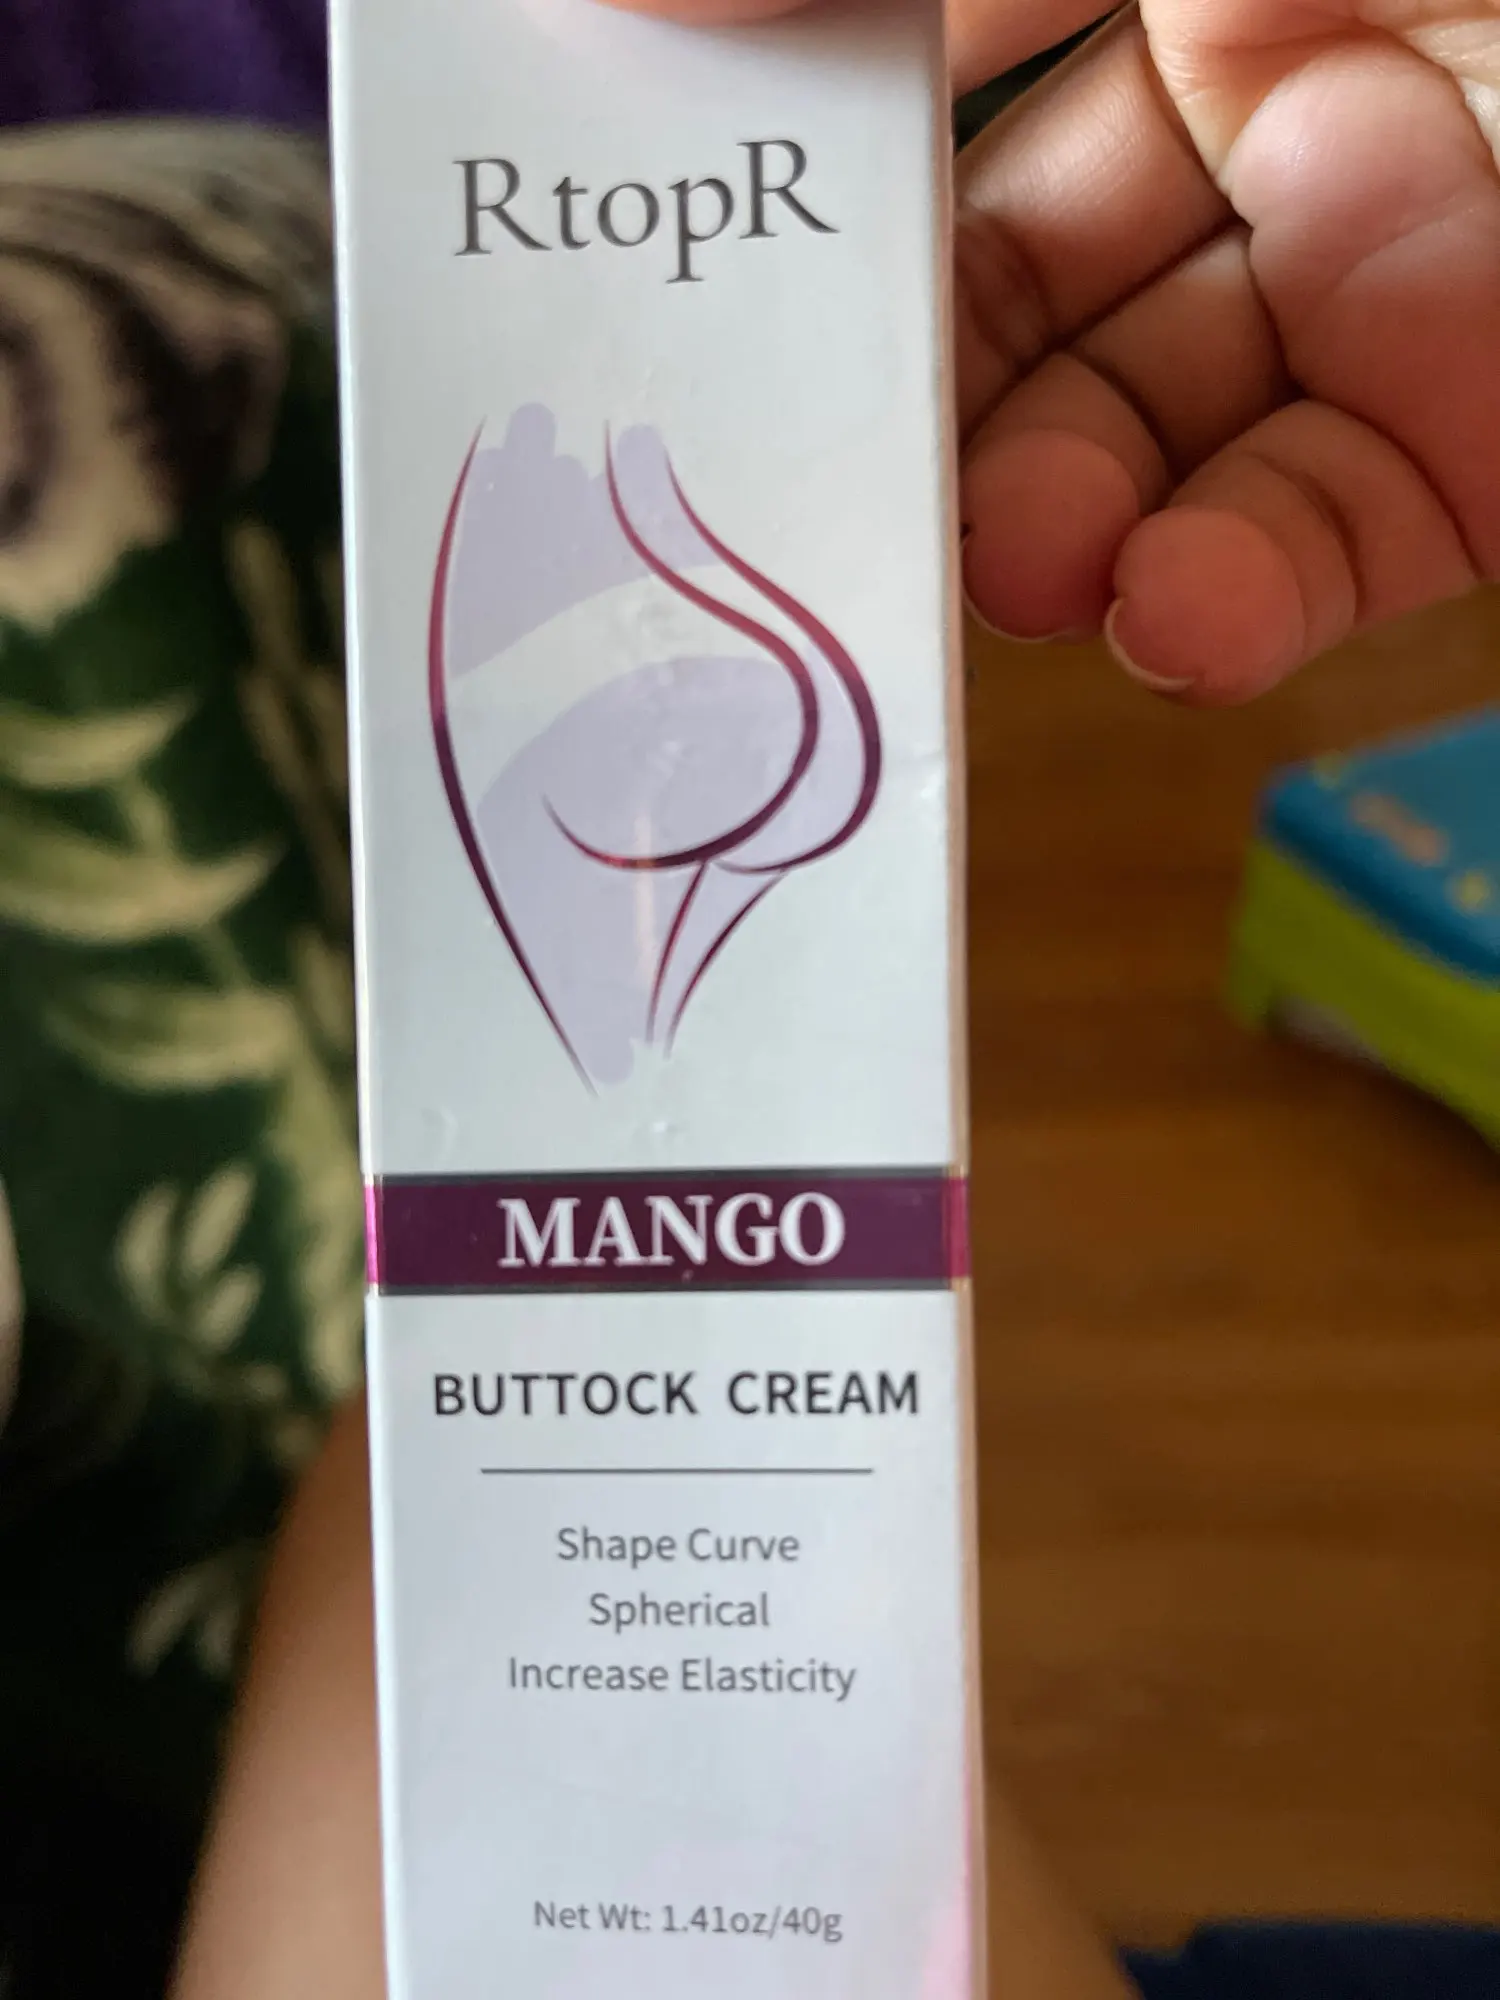 RtopR
MANGO
BUTTOCK CREAM
Shape Curve
Spherical
Increase Elasticity
Net Wt: 1.41oz/40g